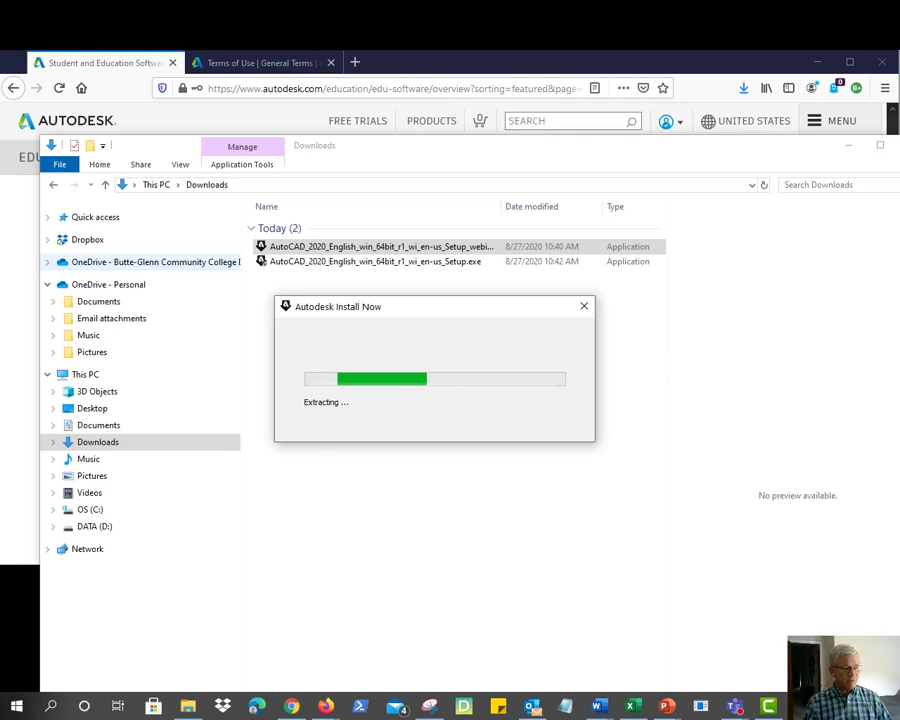 Student and Education Softwa
Terms of Use | General Terms |
https://www.autodesk.com/education/edu-software/overview?sorting=featured&page=
AUTODESK.
FREE TRIALS
PRODUCTS
SEARCH
UNITED STATES
MENU
EDU
Manage
Downloads
File
Home
Share
View
Application Tools
This PC > Downloads
Search Downloads
Name
Date modified
Type
Quick access
Dropbox
OneDrive - Butte-Glenn Community College D
OneDrive - Personal
Documents
Email attachments
Music
Pictures
This PC
3D Objects
Desktop
Documents
Downloads
Music
Pictures
Videos
OS (C:)
DATA (D:)
Network
Today (2)
AutoCAD_2020_English_win_64bit_r1_wi_en-us_Setup_webi...
8/27/2020 10:40 AM
Application
AutoCAD_2020_English_win_64bit_r1_wi_en-us_Setup.exe
8/27/2020 10:42 AM
Application
Autodesk Install Now
Extracting ...
No preview available.